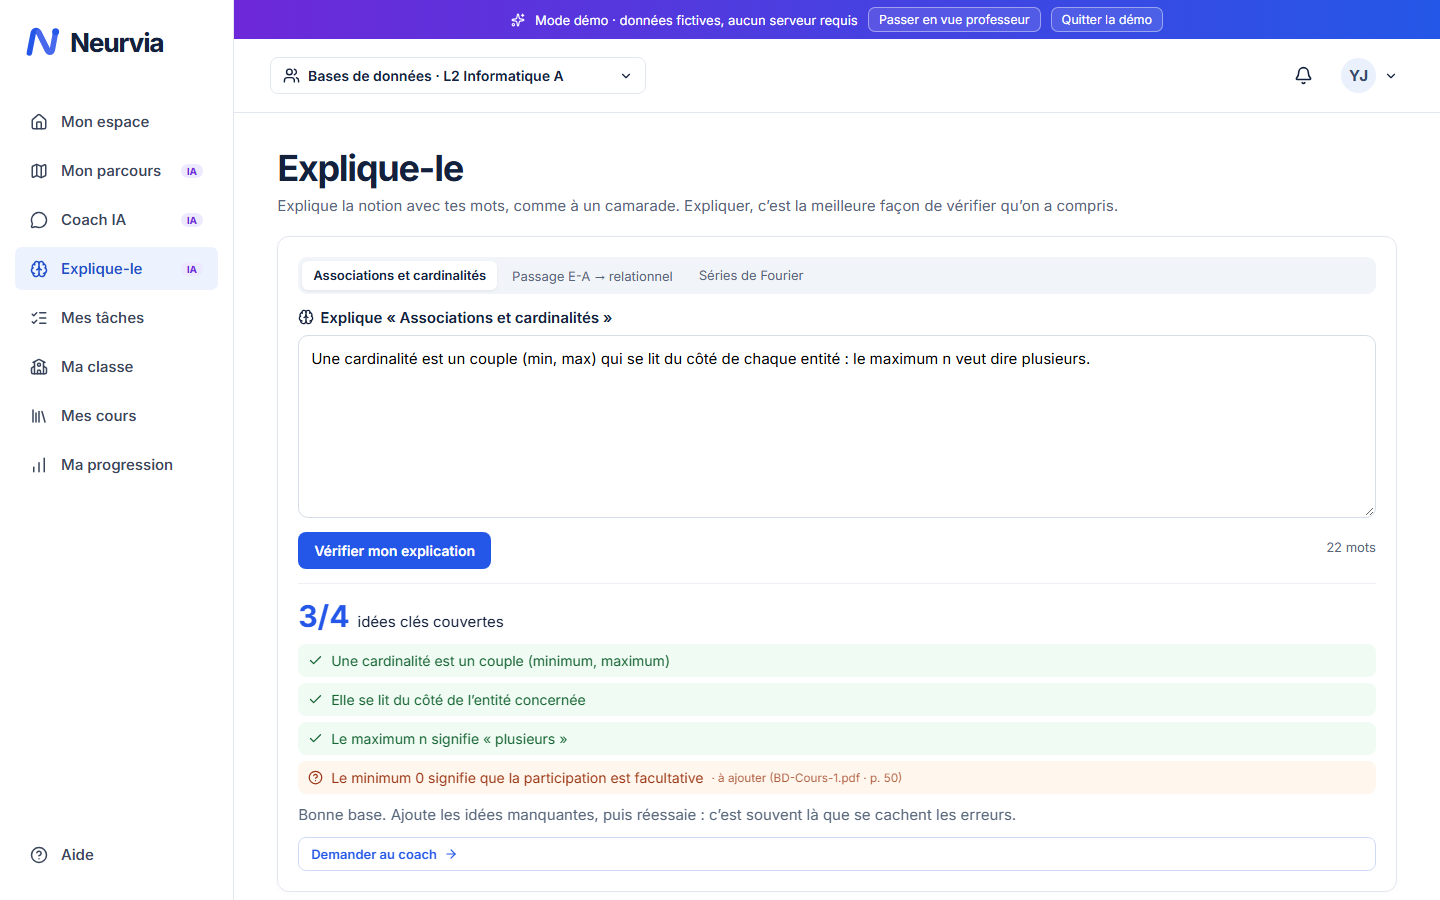 Neurvia
Mode démo · données fictives, aucun serveur requis
Passer en vue professeur
Quitter la démo
Bases de données · L2 Informatique A
YJ
Mon espace
Mon parcours IA
Coach IA IA
Explique-le IA
Mes tâches
Ma classe
Mes cours
Ma progression
Aide
Explique-le
Explique la notion avec tes mots, comme à un camarade. Expliquer, c’est la meilleure façon de vérifier qu’on a compris.
Associations et cardinalités
Passage E-A → relationnel
Séries de Fourier
Explique « Associations et cardinalités »
Une cardinalité est un couple (min, max) qui se lit du côté de chaque entité : le maximum n veut dire plusieurs.
Vérifier mon explication
22 mots
3/4 idées clés couvertes
Une cardinalité est un couple (minimum, maximum)
Elle se lit du côté de l’entité concernée
Le maximum n signifie « plusieurs »
Le minimum 0 signifie que la participation est facultative · à ajouter (BD-Cours-1.pdf · p. 50)
Bonne base. Ajoute les idées manquantes, puis réessaie : c’est souvent là que se cachent les erreurs.
Demander au coach →